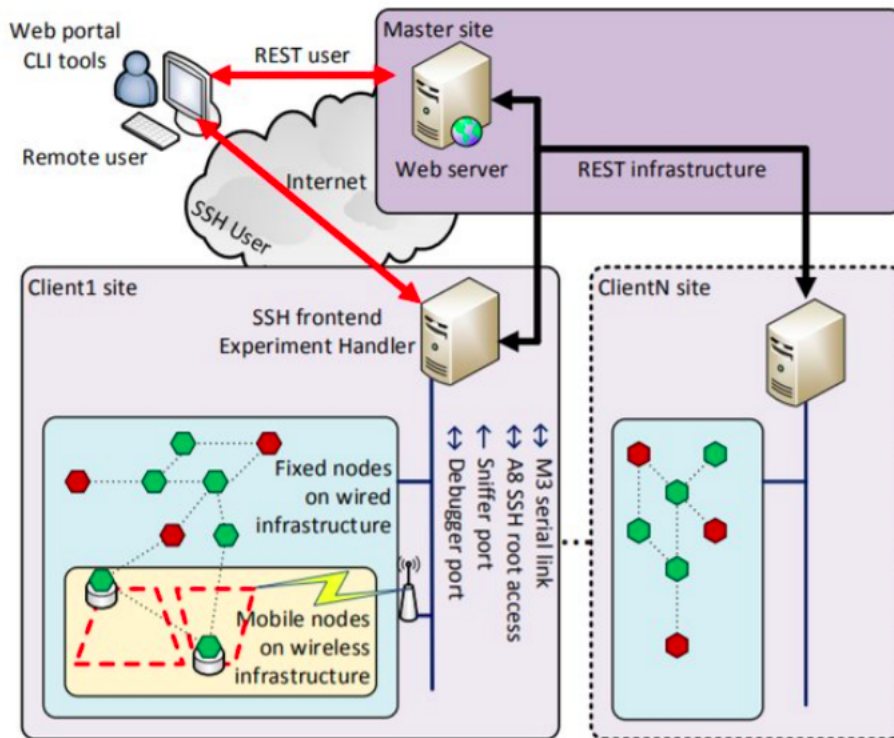 Web portal
CLI tools
REST user
Master site
Remote user
Internet
Web server
REST infrastructure
SSH User
Client1 site
SSH frontend
Experiment Handler
ClientN site
Fixed nodes
on wired
infrastructure
Mobile nodes
on wireless
infrastructure
Debugger port
Sniffer port
A8 SSH root access
M3 serial link